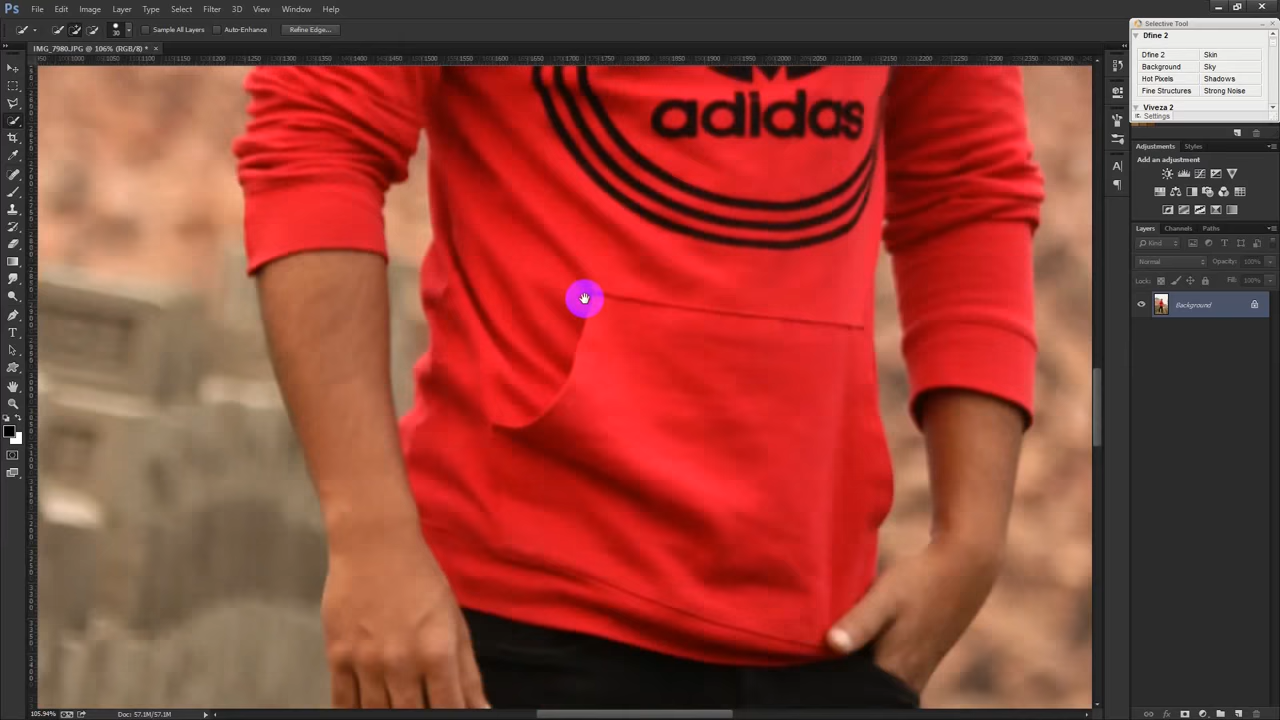 Ps File Edit Image Layer Type Select Filter 3D View Window Help
30 Sample All Layers Auto-Enhance Refine Edge...
Selective Tool
IMG_7980.JPG @ 106% (RGB/8) *
Dfine 2
Dfine 2 Skin
Background Sky
Hot Pixels Shadows
Fine Structures Strong Noise
Viveza 2
Settings
adidas
Adjustments Styles
Add an adjustment
Layers Channels Paths
Kind
Normal Opacity: 100%
Lock: Fill: 100%
Background
105.94% Doc: 57.1M/57.1M